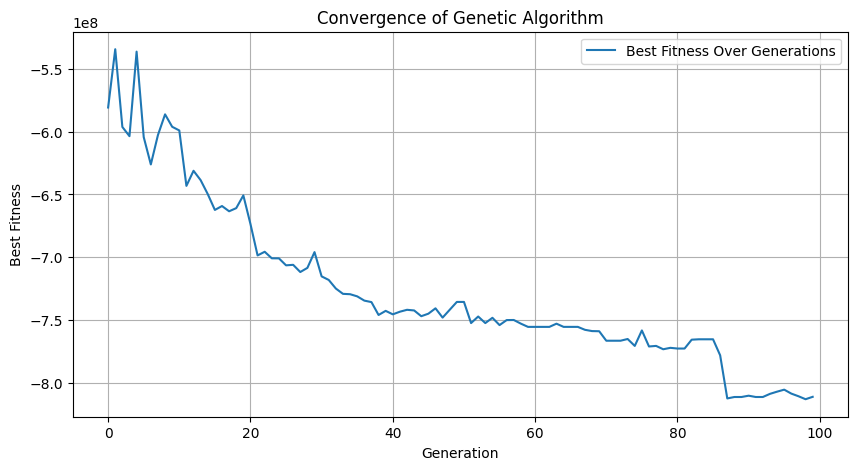 Convergence of Genetic Algorithm
1e8
Best Fitness Over Generations
−5.5
−6.0
−6.5
−7.0
−7.5
−8.0
Best Fitness
0 20 40 60 80 100
Generation